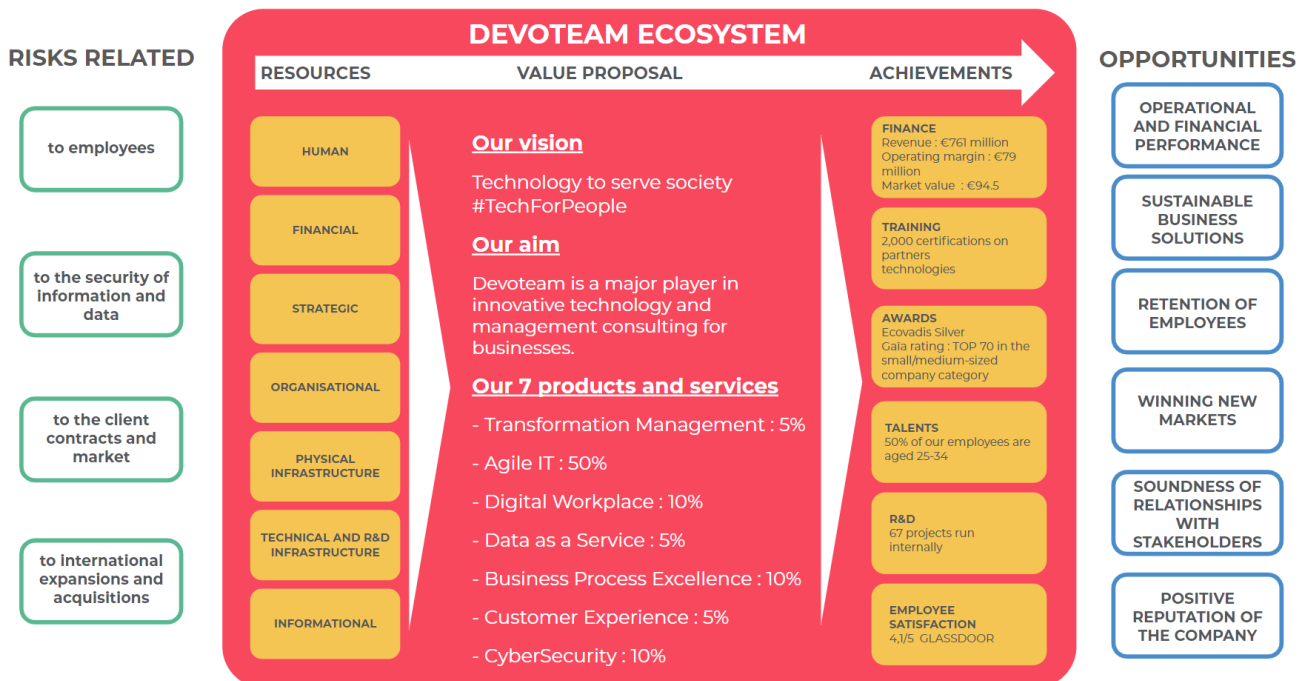 DEVOTEAM ECOSYSTEM
RISKS RELATED
to employees
to the security of
information and
data
to the client
contracts and
market
to international
expansions and
acquisitions
RESOURCES
HUMAN
FINANCIAL
STRATEGIC
ORGANISATIONAL
PHYSICAL
INFRASTRUCTURE
TECHNICAL AND R&D
INFRASTRUCTURE
INFORMATIONAL
VALUE PROPOSAL
Our vision
Technology to serve society
#TechForPeople
Our aim
Devoteam is a major player in
innovative technology and
management consulting for
businesses.
Our 7 products and services
- Transformation Management : 5%
- Agile IT : 50%
- Digital Workplace : 10%
- Data as a Service : 5%
- Business Process Excellence : 10%
- Customer Experience : 5%
- CyberSecurity : 10%
ACHIEVEMENTS
FINANCE
Revenue : €761 million
Operating margin : €79
million
Market value : €94.5
TRAINING
2,000 certifications on
partners
technologies
AWARDS
Ecovadis Silver
Gaïa rating : TOP 70 in the
small/medium-sized
company category
TALENTS
50% of our employees are
aged 25-34
R&D
67 projects run
internally
EMPLOYEE
SATISFACTION
4,1/5 GLASSDOOR
OPPORTUNITIES
OPERATIONAL
AND FINANCIAL
PERFORMANCE
SUSTAINABLE
BUSINESS
SOLUTIONS
RETENTION OF
EMPLOYEES
WINNING NEW
MARKETS
SOUNDNESS OF
RELATIONSHIPS
WITH
STAKEHOLDERS
POSITIVE
REPUTATION OF
THE COMPANY